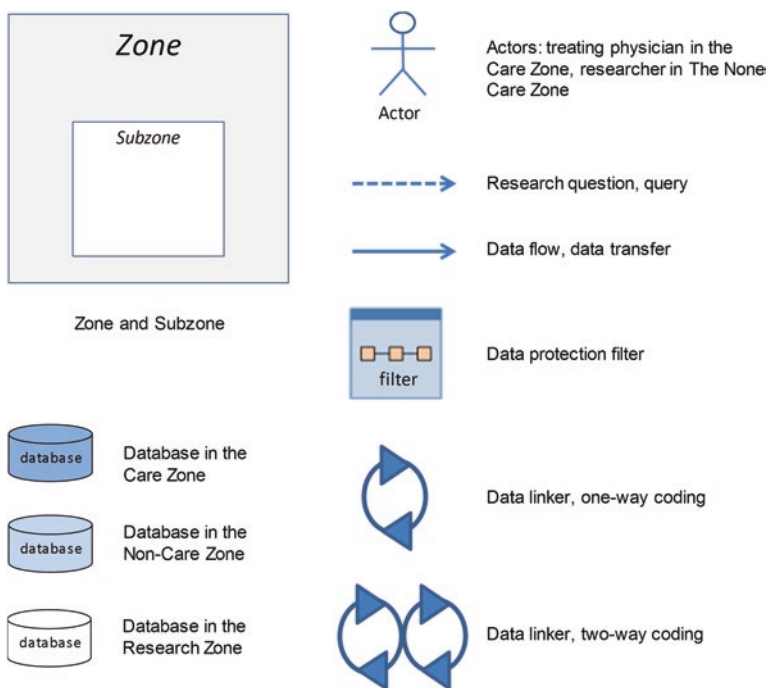 Zone
Subzone
Zone and Subzone
database
Database in the
Care Zone
database
Database in the
Non-Care Zone
database
Database in the
Research Zone
Actor
Actors: treating physician in the
Care Zone, researcher in The None
Care Zone
Research question, query
Data flow, data transfer
filter
Data protection filter
Data linker, one-way coding
Data linker, two-way coding